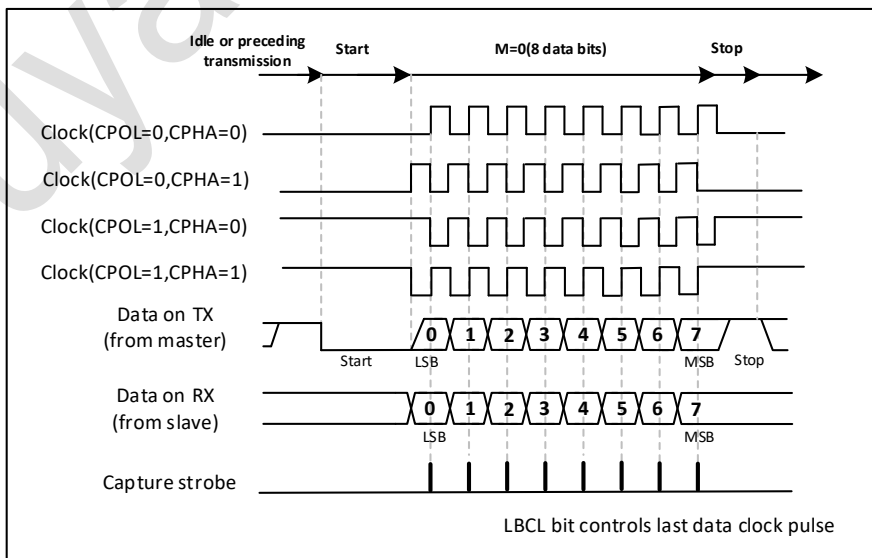 Idle or preceding
transmission
Start
M=0(8 data bits)
Stop
Clock(CPOL=0,CPHA=0)
Clock(CPOL=0,CPHA=1)
Clock(CPOL=1,CPHA=0)
Clock(CPOL=1,CPHA=1)
Data on TX
(from master)
0 1 2 3 4 5 6 7
Start
LSB
MSB
Stop
Data on RX
(from slave)
0 1 2 3 4 5 6 7
LSB
MSB
Capture strobe
LBCL bit controls last data clock pulse